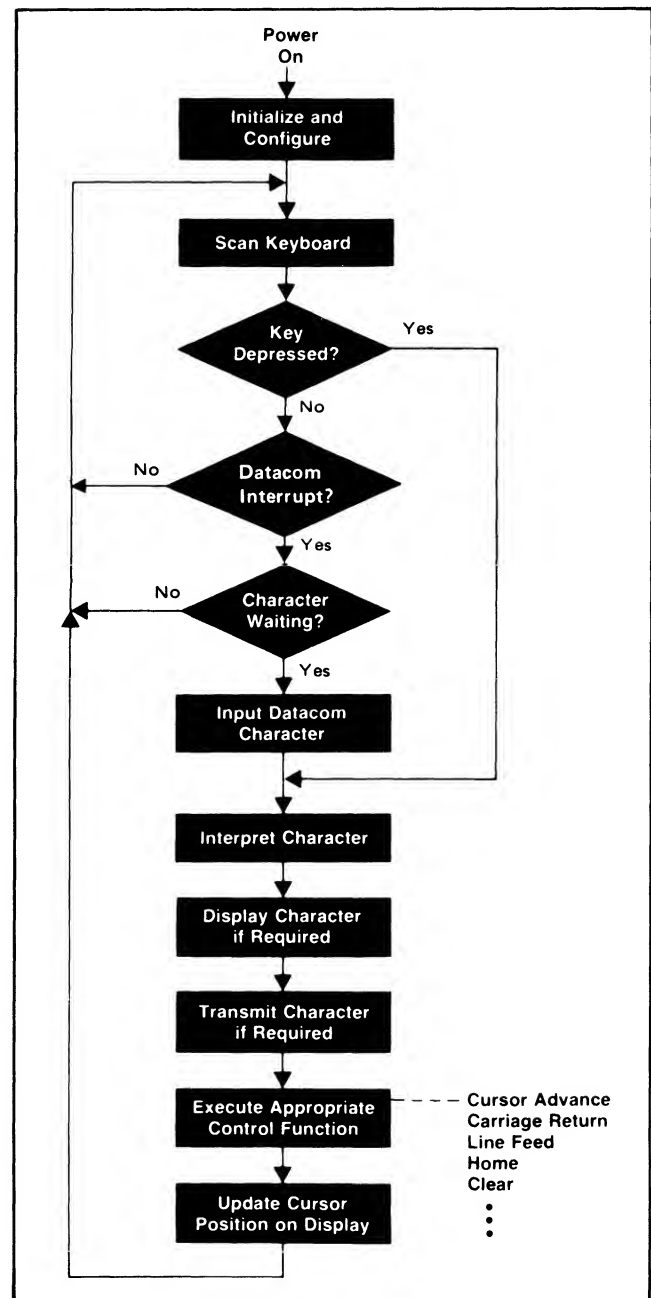 Power
On
Initialize and
Configure
Scan Keyboard
Key
Depressed?
Yes
No
Datacom
Interrupt?
No
Yes
Character
Waiting?
No
Yes
Input Datacom
Character
Interpret Character
Display Character
if Required
Transmit Character
if Required
Execute Appropriate
Control Function
Cursor Advance
Carriage Return
Line Feed
Home
Clear
Update Cursor
Position on Display